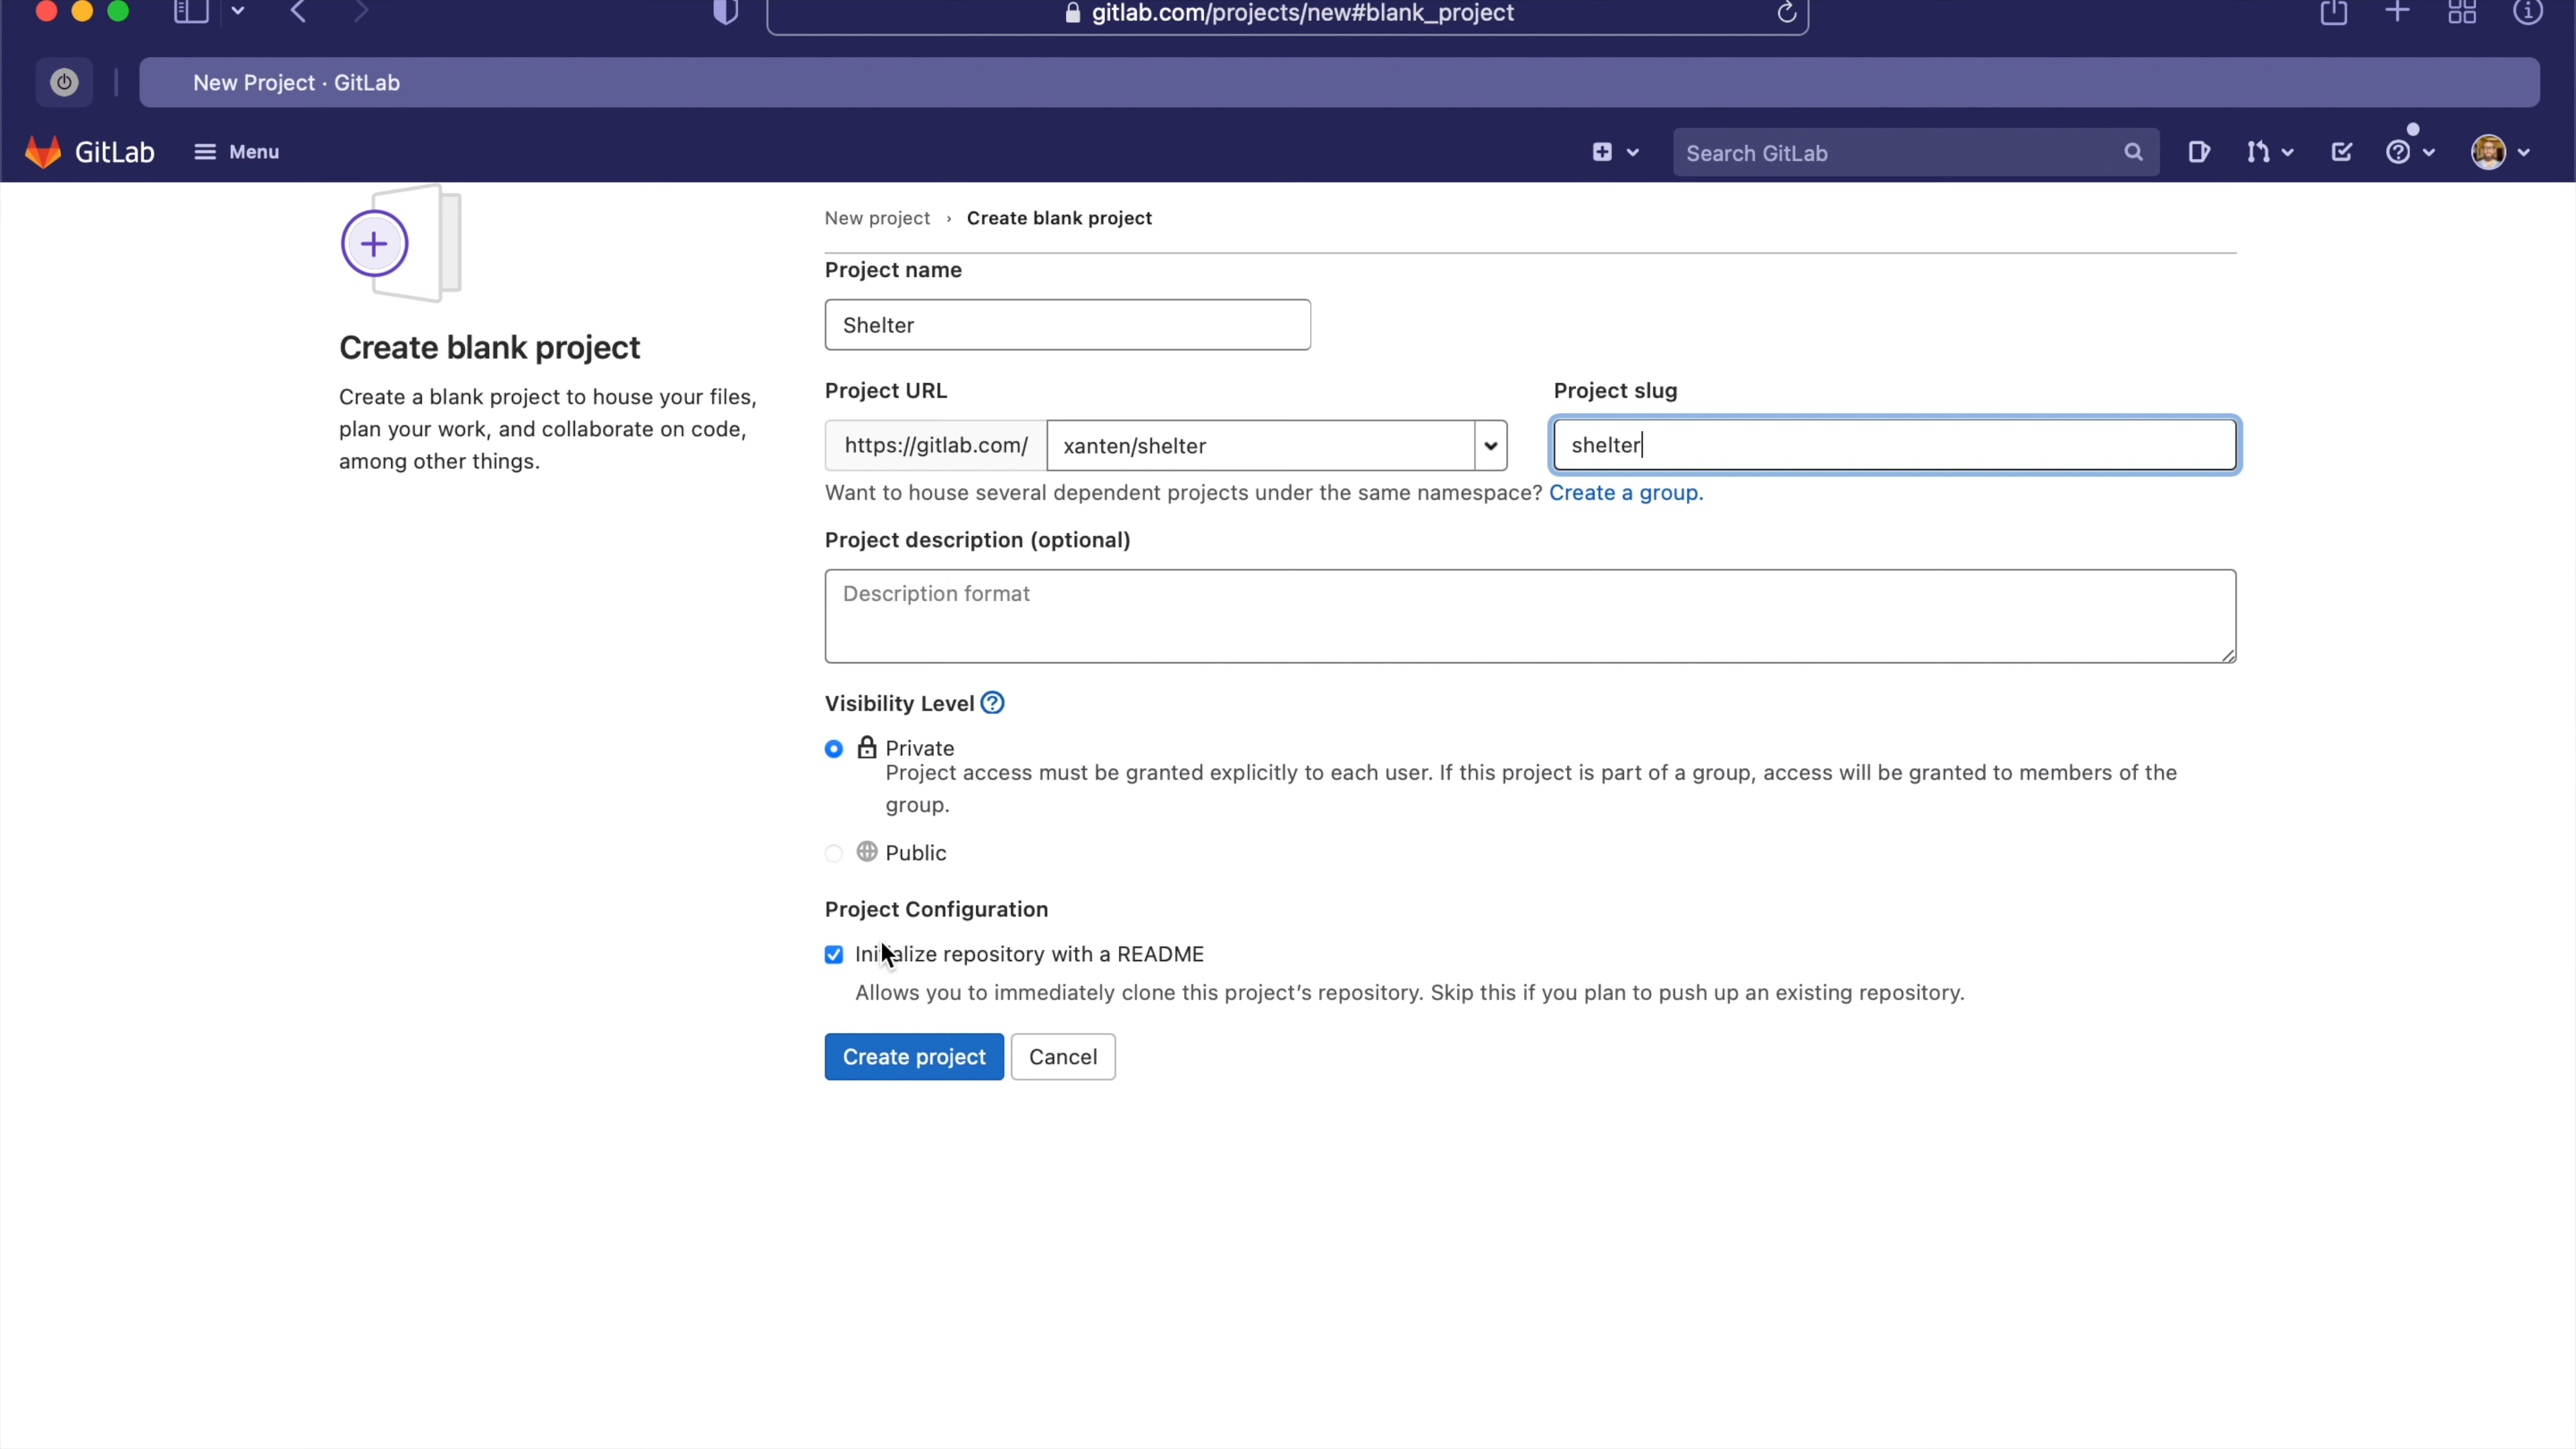 gitlab.com/projects/new#blank_project
New Project · GitLab
GitLab
Menu
Search GitLab
New project › Create blank project
Create blank project
Create a blank project to house your files,
plan your work, and collaborate on code,
among other things.
Project name
Shelter
Project URL
https://gitlab.com/
xanten/shelter
Project slug
shelter
Want to house several dependent projects under the same namespace? Create a group.
Project description (optional)
Description format
Visibility Level
Private
Project access must be granted explicitly to each user. If this project is part of a group, access will be granted to members of the
group.
Public
Project Configuration
Initialize repository with a README
Allows you to immediately clone this project's repository. Skip this if you plan to push up an existing repository.
Create project
Cancel